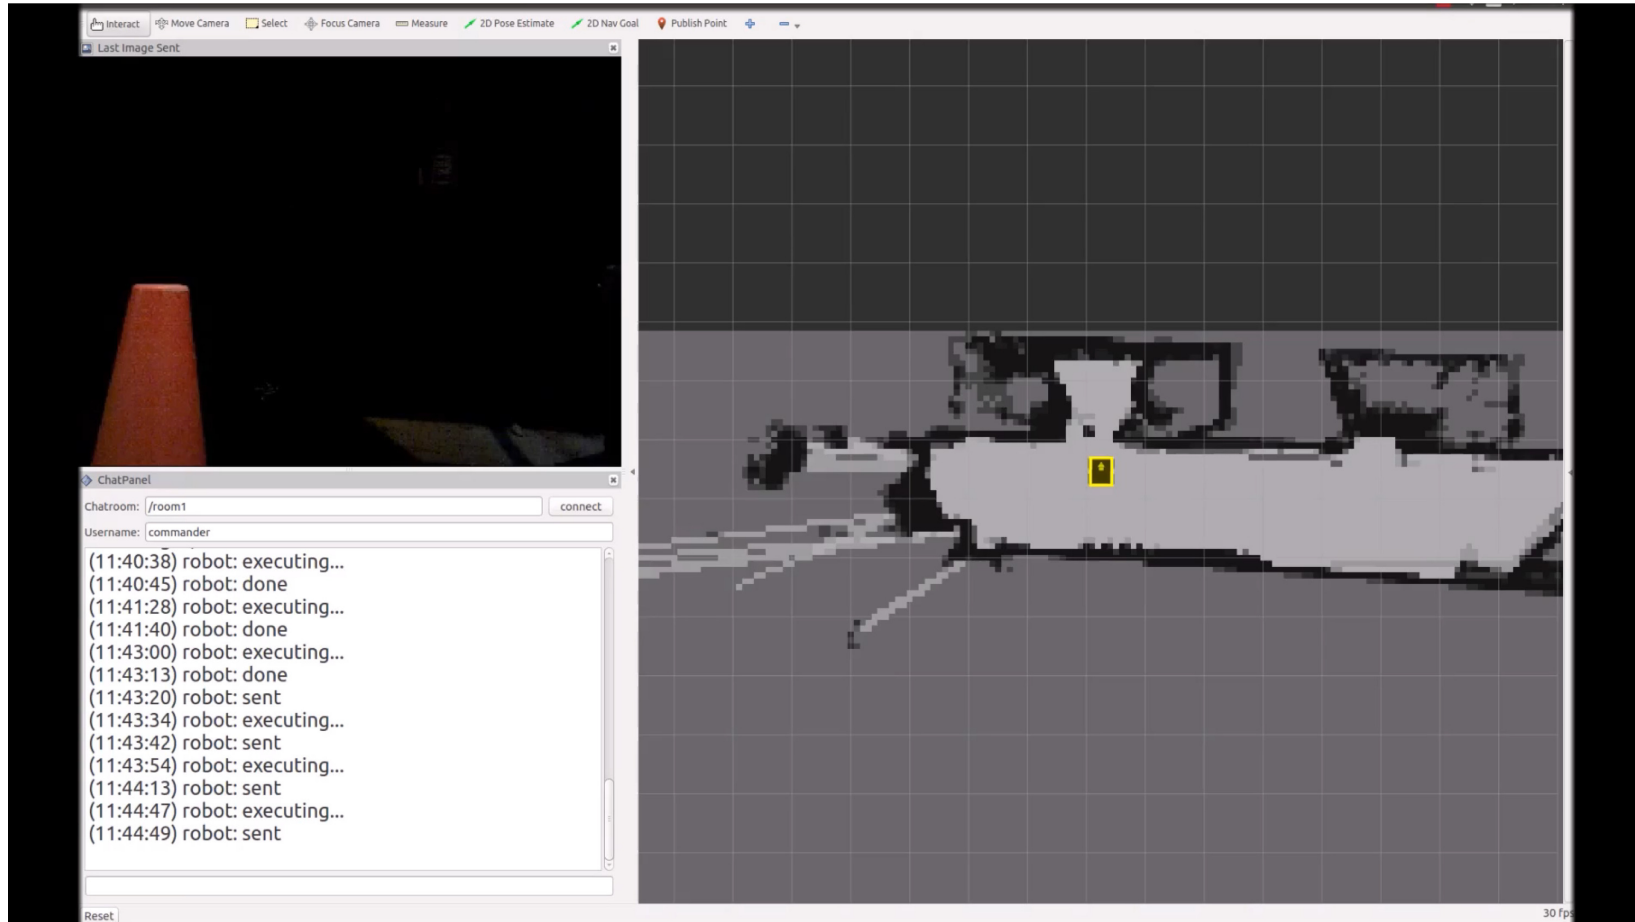 Interact Move Camera Select Focus Camera Measure 2D Pose Estimate 2D Nav Goal Publish Point
Last Image Sent
ChatPanel
Chatroom: /room1 connect
Username: commander
(11:40:38) robot: executing...
(11:40:45) robot: done
(11:41:28) robot: executing...
(11:41:40) robot: done
(11:43:00) robot: executing...
(11:43:13) robot: done
(11:43:20) robot: sent
(11:43:34) robot: executing...
(11:43:42) robot: sent
(11:43:54) robot: executing...
(11:44:13) robot: sent
(11:44:47) robot: executing...
(11:44:49) robot: sent
Reset 30 fps